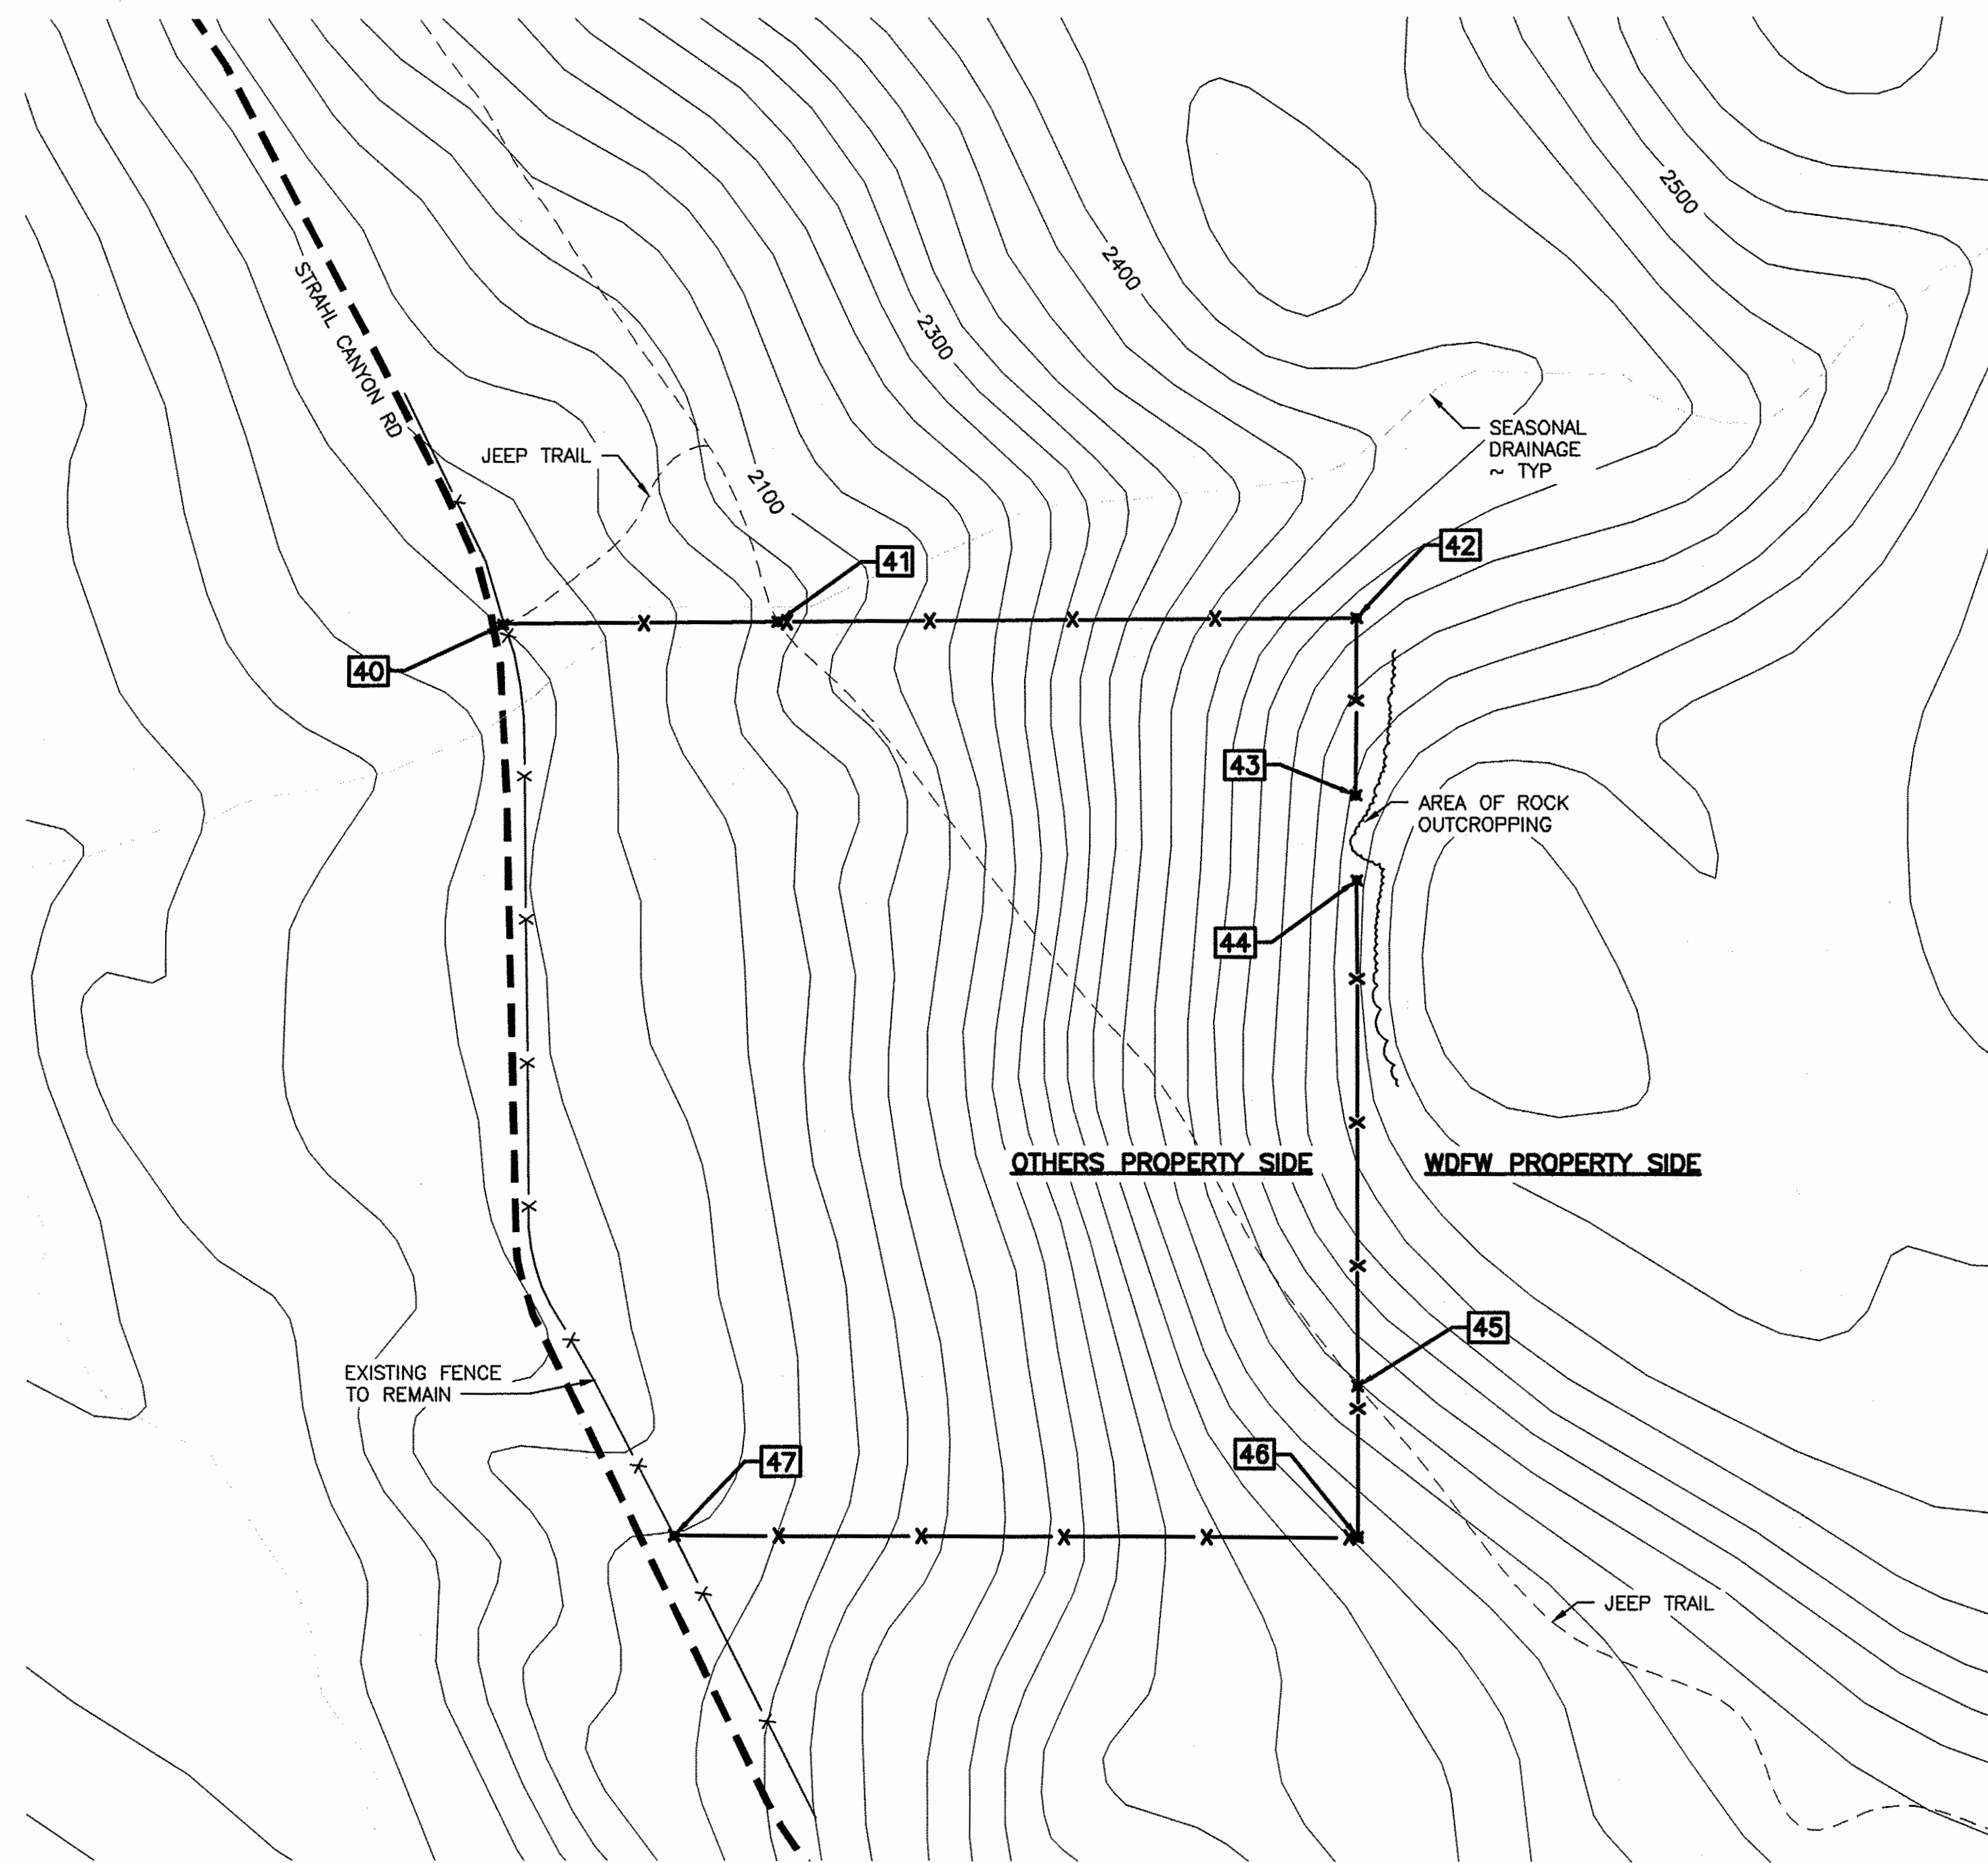 2500
2400
STRAHL CANYON RD
2300
SEASONAL
DRAINAGE
~ TYP
JEEP TRAIL
2100
42
41
40
43
AREA OF ROCK
OUTCROPPING
44
OTHERS PROPERTY SIDE
WDFW PROPERTY SIDE
45
EXISTING FENCE
TO REMAIN
46
47
JEEP TRAIL